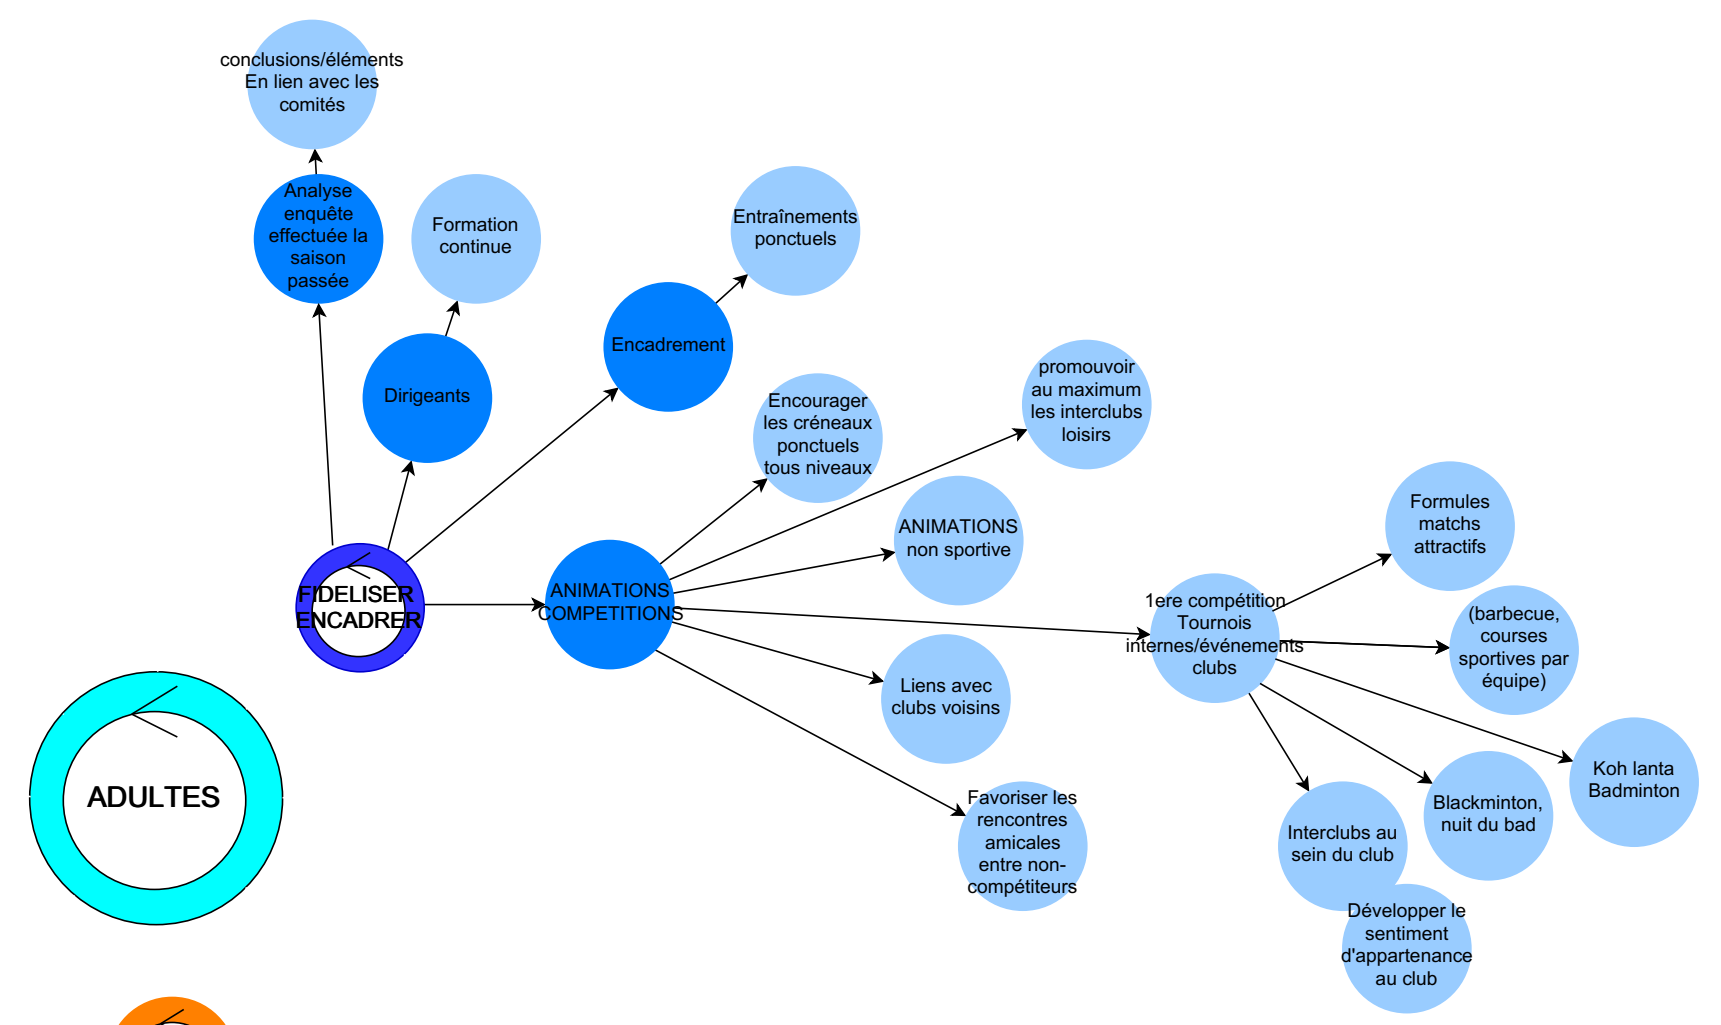 conclusions/éléments
En lien avec les
comités
Analyse
enquête
effectuée la
saison
passée
Formation
continue
Dirigeants
Entraînements
ponctuels
Encadrement
promouvoir
au maximum
les interclubs
loisirs
Encourager
les créneaux
ponctuels
tous niveaux
ANIMATIONS
non sportive
FIDELISER
ENCADRER
ANIMATIONS
COMPETITIONS
Formules
matchs
attractifs
1ere compétition
Tournois
internes/événements
clubs
(barbecue,
courses
sportives par
équipe)
Liens avec
clubs voisins
Koh lanta
Badminton
ADULTES
Favoriser les
rencontres
amicales
entre non-
compétiteurs
Blackminton,
nuit du bad
Interclubs au
sein du club
Développer le
sentiment
d'appartenance
au club